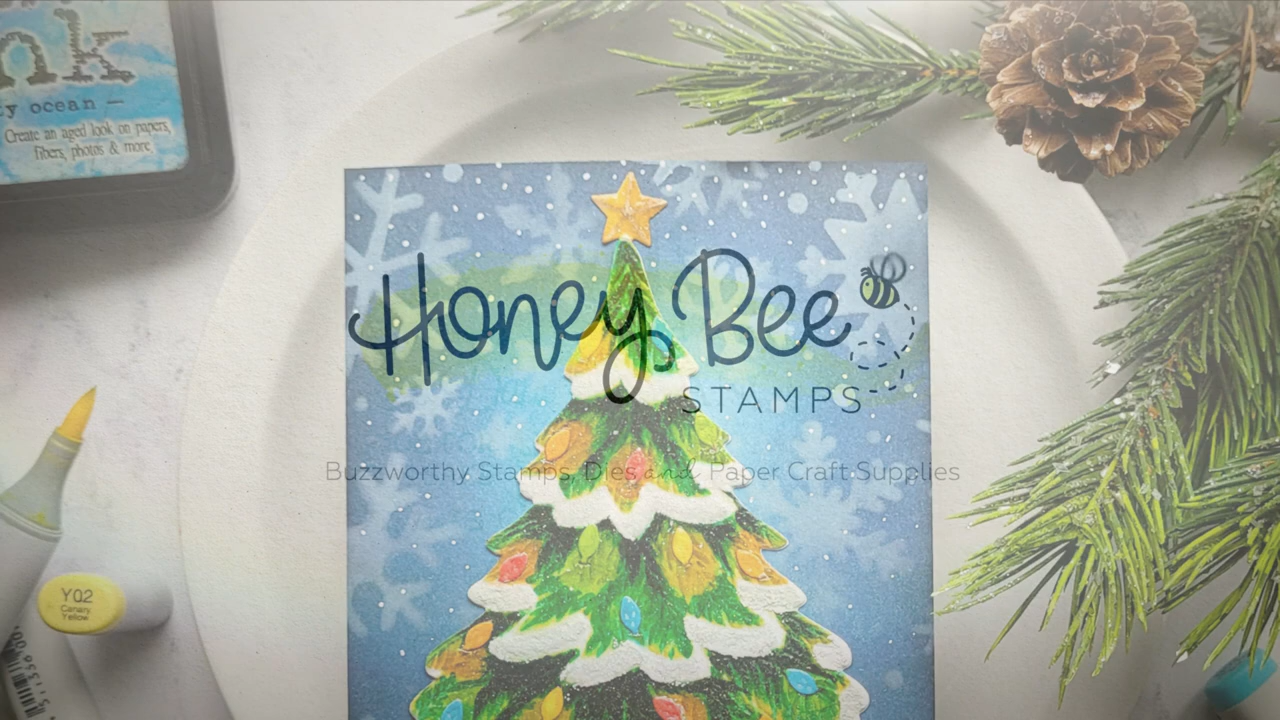 nk
ty ocean —
Create an aged look on papers,
fibers, photos & more
Honey Bee
STAMPS
Buzzworthy Stamps, Dies and Paper Craft Supplies
Y02
Canary
Yellow